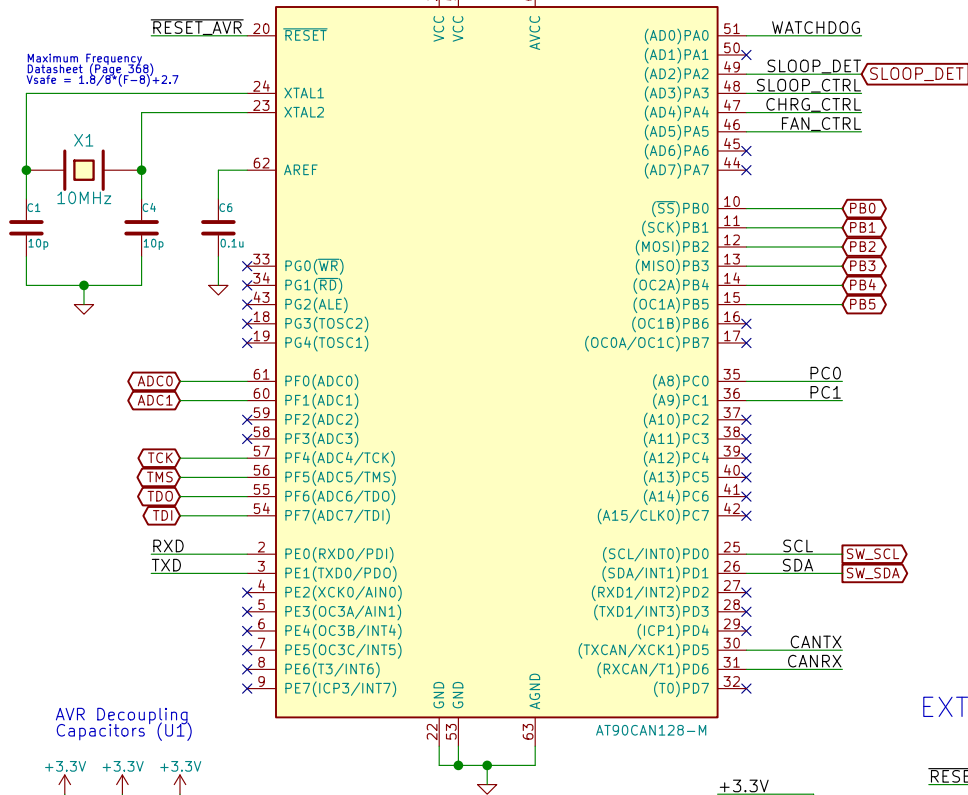 VCC
VCC
AVCC
RESET_AVR 20 RESET
(AD0)PA0 51 WATCHDOG
(AD1)PA1 50
(AD2)PA2 49 SLOOP_DET SLOOP_DET
(AD3)PA3 48 SLOOP_CTRL
(AD4)PA4 47 CHRG_CTRL
(AD5)PA5 46 FAN_CTRL
(AD6)PA6 45
(AD7)PA7 44
Maximum Frequency
Datasheet (Page 368)
Vsafe = 1.8/8*(F-8)+2.7
24 XTAL1
23 XTAL2
X1
10MHz
62 AREF
C1
10p
C4
10p
C6
0.1u
(SS)PB0 10 PB0
(SCK)PB1 11 PB1
(MOSI)PB2 12 PB2
(MISO)PB3 13 PB3
(OC2A)PB4 14 PB4
(OC1A)PB5 15 PB5
(OC1B)PB6 16
(OC0A/OC1C)PB7 17
33 PG0(WR)
34 PG1(RD)
43 PG2(ALE)
18 PG3(TOSC2)
19 PG4(TOSC1)
ADC0 61 PF0(ADC0)
ADC1 60 PF1(ADC1)
59 PF2(ADC2)
58 PF3(ADC3)
TCK 57 PF4(ADC4/TCK)
TMS 56 PF5(ADC5/TMS)
TDO 55 PF6(ADC6/TDO)
TDI 54 PF7(ADC7/TDI)
(A8)PC0 35 PC0
(A9)PC1 36 PC1
(A10)PC2 37
(A11)PC3 38
(A12)PC4 39
(A13)PC5 40
(A14)PC6 41
(A15/CLK0)PC7 42
RXD 2 PE0(RXD0/PDI)
TXD 3 PE1(TXD0/PDO)
4 PE2(XCK0/AIN0)
5 PE3(OC3A/AIN1)
6 PE4(OC3B/INT4)
7 PE5(OC3C/INT5)
8 PE6(T3/INT6)
9 PE7(ICP3/INT7)
(SCL/INT0)PD0 25 SCL SW_SCL
(SDA/INT1)PD1 26 SDA SW_SDA
(RXD1/INT2)PD2 27
(TXD1/INT3)PD3 28
(ICP1)PD4 29
(TXCAN/XCK1)PD5 30 CANTX
(RXCAN/T1)PD6 31 CANRX
(T0)PD7 32
GND 22
GND 53
AGND 63
AT90CAN128-M
AVR Decoupling
Capacitors (U1)
+3.3V +3.3V +3.3V
+3.3V
EXT
RESE